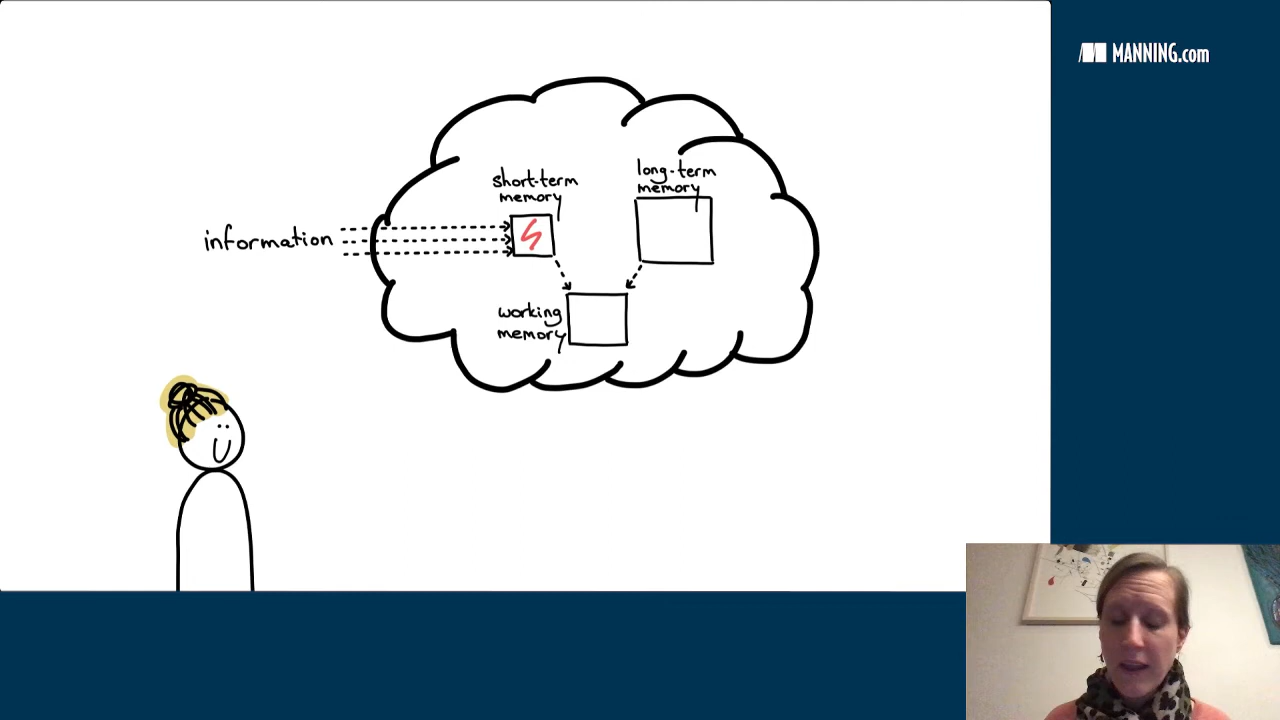 MANNING.com
short-term
memory
long-term
memory
information
working
memory